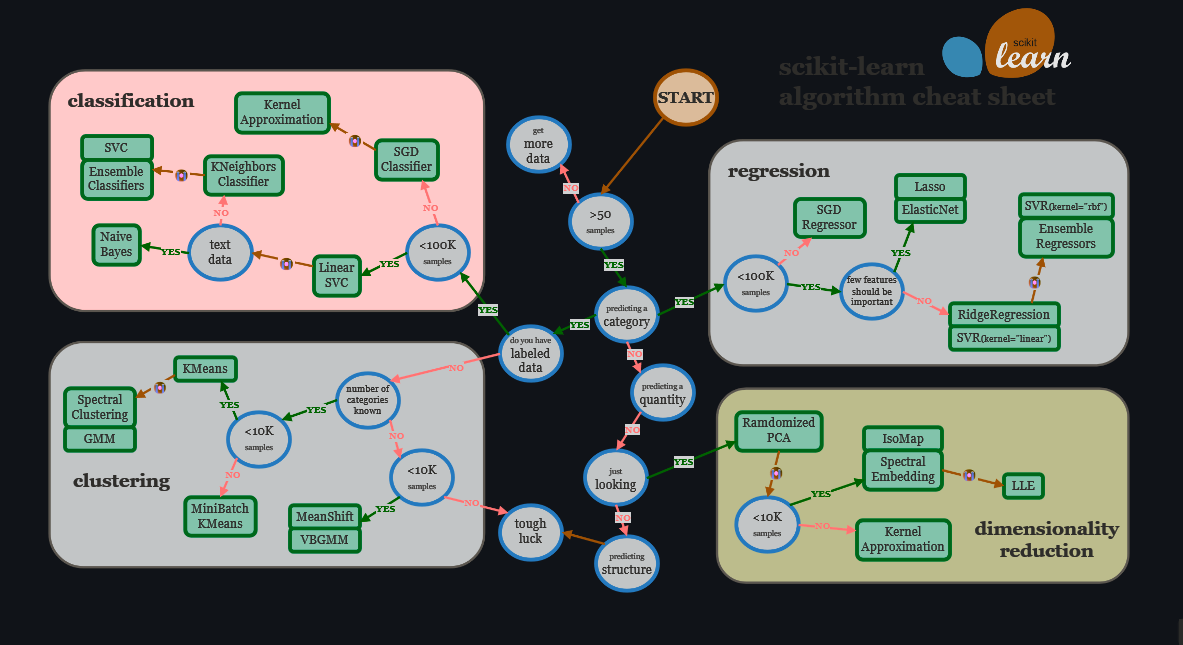 scikit
learn
scikit-learn
algorithm cheat sheet
START
get
more
data
NO
>50
samples
YES
predicting a
category
YES
YES
NO
do you have
labeled
data
YES
NO
predicting a
quantity
NO
just
looking
YES
NO
predicting
structure
tough
luck
classification
Kernel
Approximation
SVC
Ensemble
Classifiers
KNeighbors
Classifier
SGD
Classifier
NO
NO
Naive
Bayes
YES
text
data
Linear
SVC
YES
<100K
samples
regression
Lasso
ElasticNet
SGD
Regressor
SVR(kernel="rbf")
Ensemble
Regressors
NO
YES
<100K
samples
YES
few features
should be
important
NO
RidgeRegression
SVR(kernel="linear")
clustering
KMeans
Spectral
Clustering
GMM
YES
number of
categories
known
YES
<10K
samples
NO
NO
<10K
samples
NO
MiniBatch
KMeans
MeanShift
VBGMM
YES
dimensionality
reduction
Randomized
PCA
IsoMap
Spectral
Embedding
LLE
YES
<10K
samples
NO
Kernel
Approximation